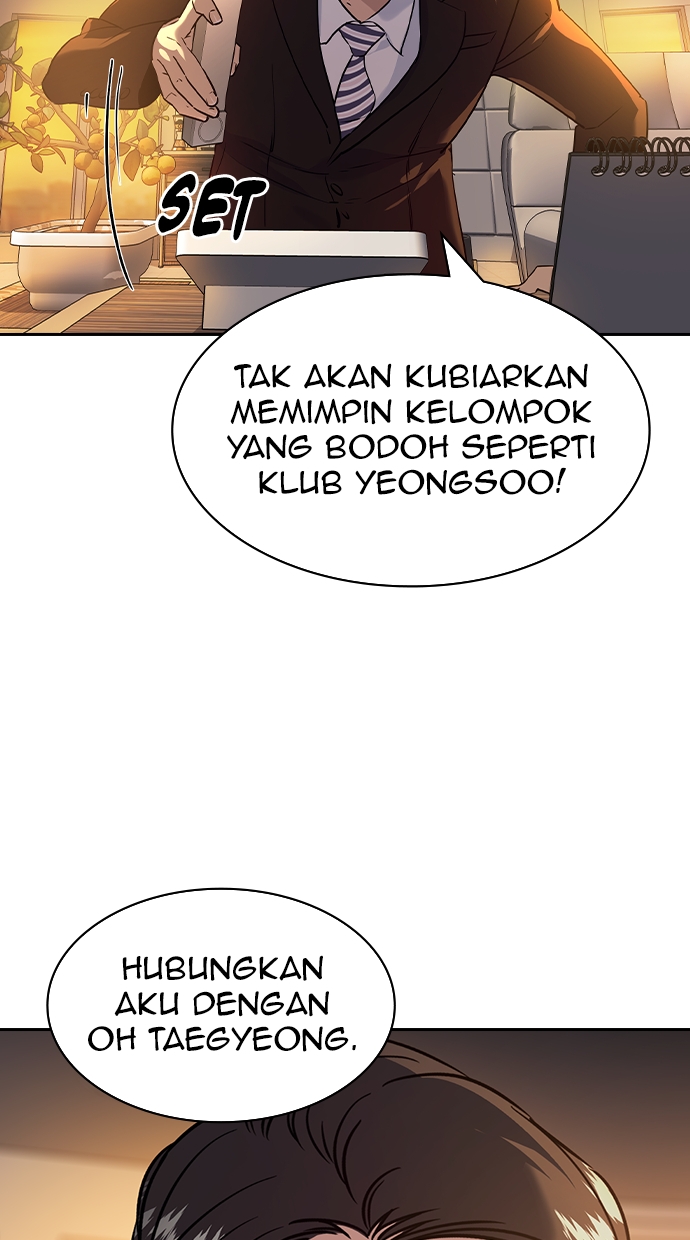 SET
TAK AKAN KUBIARKAN
MEMIMPIN KELOMPOK
YANG BODOH SEPERTI
KLUB YEONGSOO!
HUBUNGKAN
AKU DENGAN
OH TAEGYEONG.